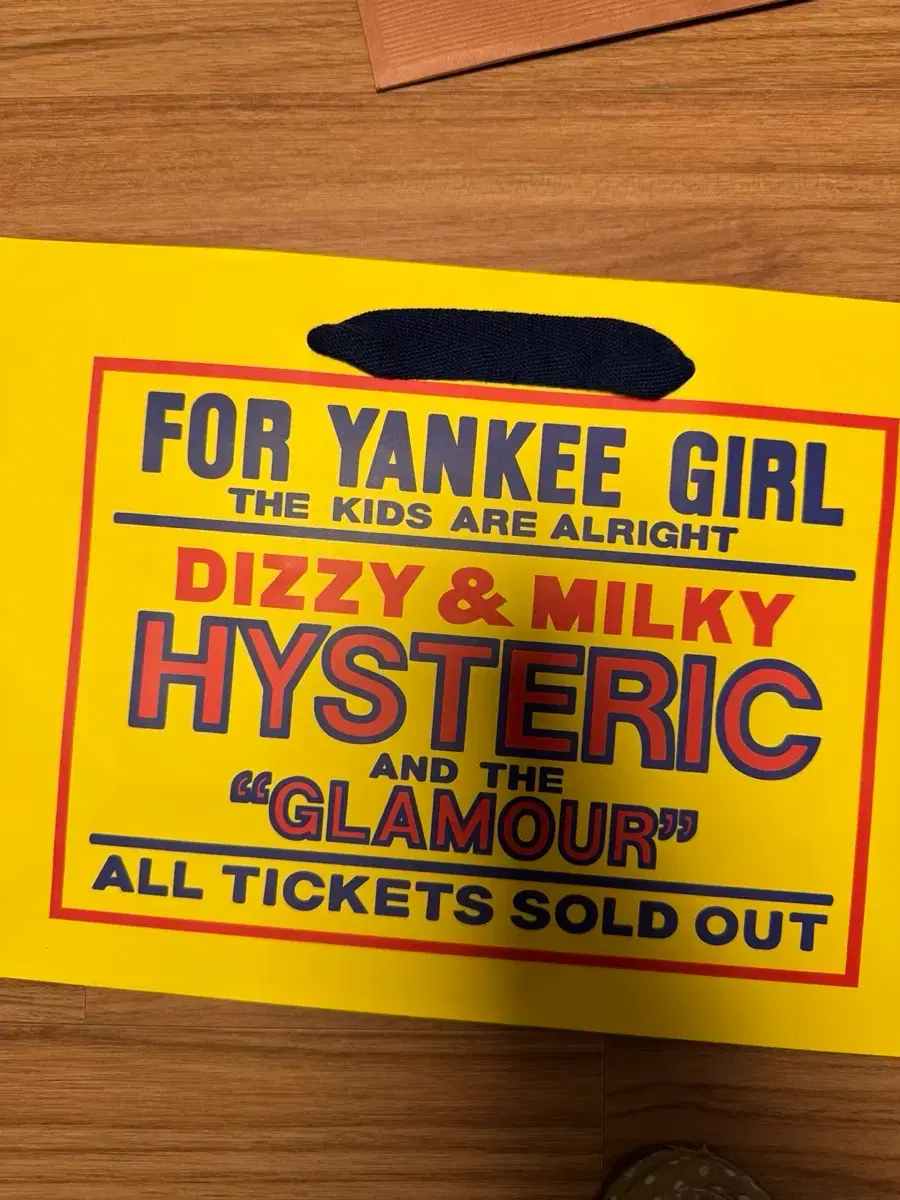 FOR YANKEE GIRL
THE KIDS ARE ALRIGHT
DIZZY & MILKY
HYSTERIC
AND THE
“GLAMOUR”
ALL TICKETS SOLD OUT